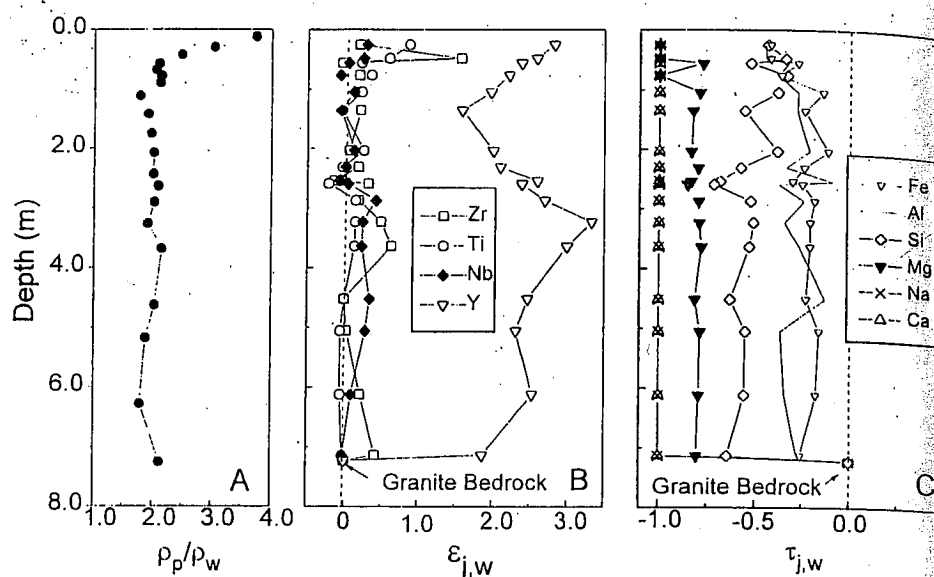 0.0
2.0
4.0
6.0
8.0
Depth (m)
1.0
2.0
3.0
4.0
ρp/ρw
A
Zr
Ti
Nb
Y
Granite Bedrock
B
0
1.0
2.0
3.0
εj,w
Fe
Al
Si
Mg
Na
Ca
Granite Bedrock
C
-1.0
-0.5
0.0
τj,w